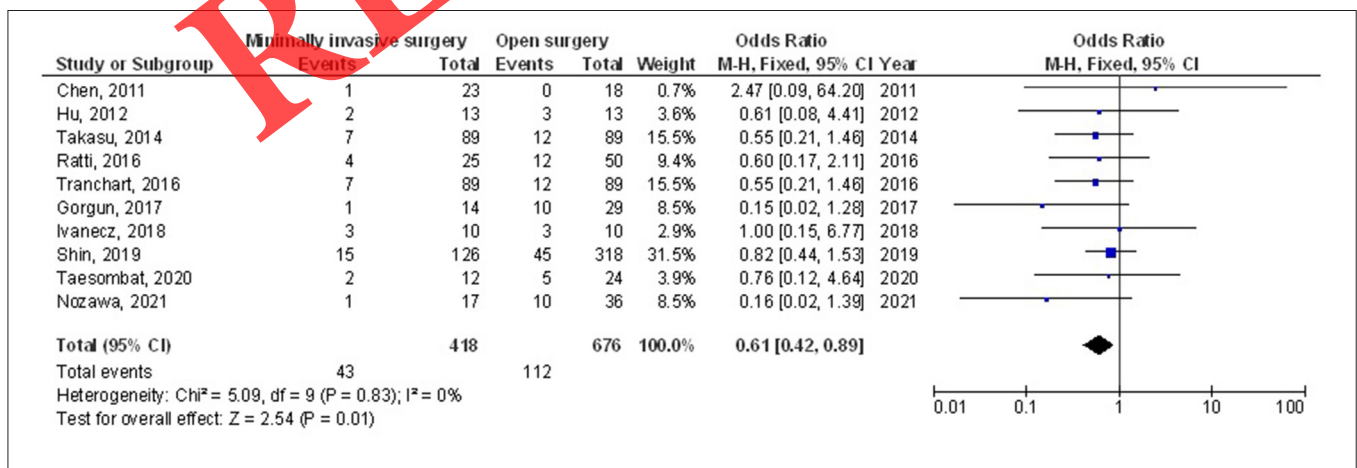 R
Minimally invasive surgery Open surgery Odds Ratio Odds Ratio
Study or Subgroup Events Total Events Total Weight M-H, Fixed, 95% CI Year M-H, Fixed, 95% CI
Chen, 2011 1 23 0 18 0.7% 2.47 [0.09, 64.20] 2011
Hu, 2012 2 13 3 13 3.6% 0.61 [0.08, 4.41] 2012
Takasu, 2014 7 89 12 89 15.5% 0.55 [0.21, 1.46] 2014
Ratti, 2016 4 25 12 50 9.4% 0.60 [0.17, 2.11] 2016
Tranchart, 2016 7 89 12 89 15.5% 0.55 [0.21, 1.46] 2016
Gorgun, 2017 1 14 10 29 8.5% 0.15 [0.02, 1.28] 2017
Ivanecz, 2018 3 10 3 10 2.9% 1.00 [0.15, 6.77] 2018
Shin, 2019 15 126 45 318 31.5% 0.82 [0.44, 1.53] 2019
Taesombat, 2020 2 12 5 24 3.9% 0.76 [0.12, 4.64] 2020
Nozawa, 2021 1 17 10 36 8.5% 0.16 [0.02, 1.39] 2021
Total (95% CI) 418 676 100.0% 0.61 [0.42, 0.89]
Total events 43 112
Heterogeneity: Chi² = 5.09, df = 9 (P = 0.83); I² = 0%
Test for overall effect: Z = 2.54 (P = 0.01)
0.01 0.1 1 10 100